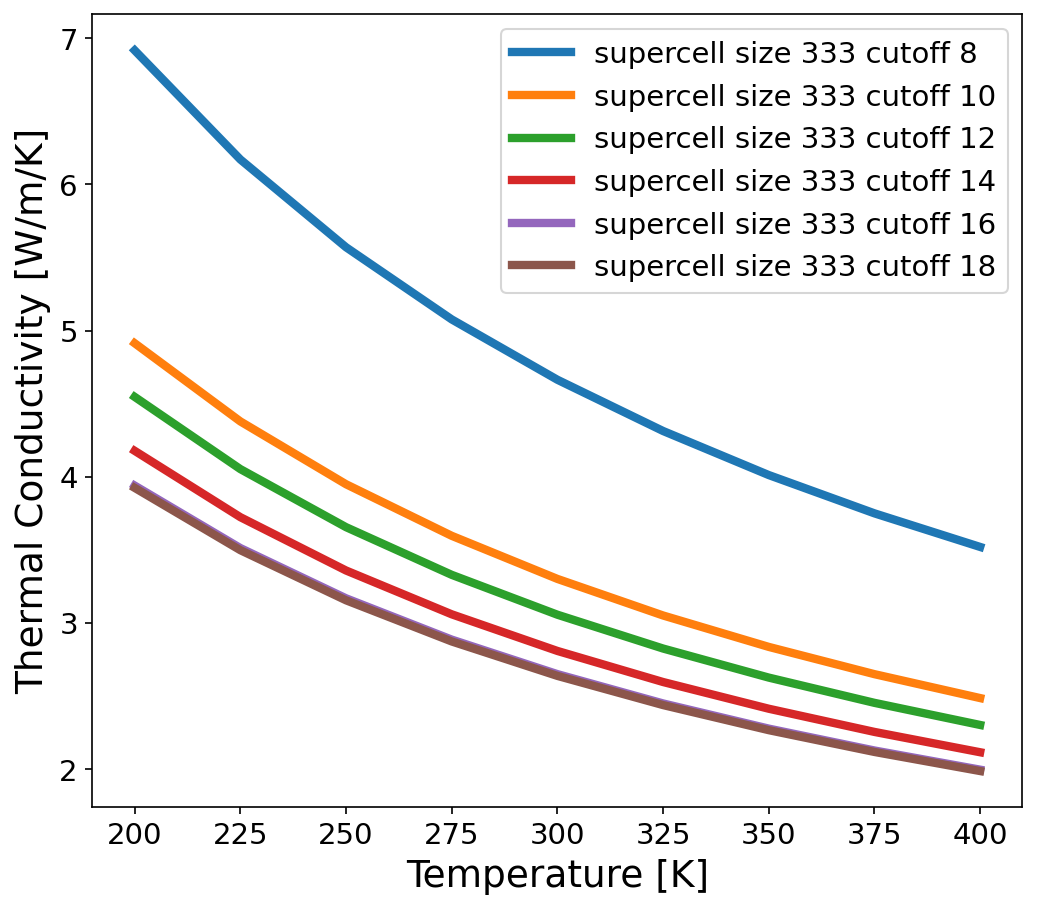 Thermal Conductivity [W/m/K]
7
6
5
4
3
2
supercell size 333 cutoff 8
supercell size 333 cutoff 10
supercell size 333 cutoff 12
supercell size 333 cutoff 14
supercell size 333 cutoff 16
supercell size 333 cutoff 18
200 225 250 275 300 325 350 375 400
Temperature [K]